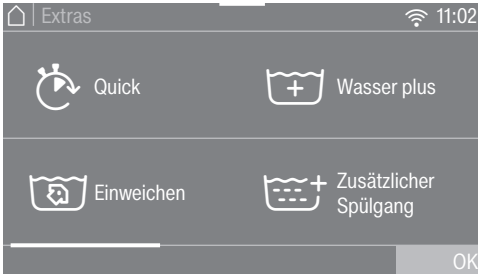 Extras
11:02
Quick
Wasser plus
Einweichen
Zusätzlicher
Spülgang
OK